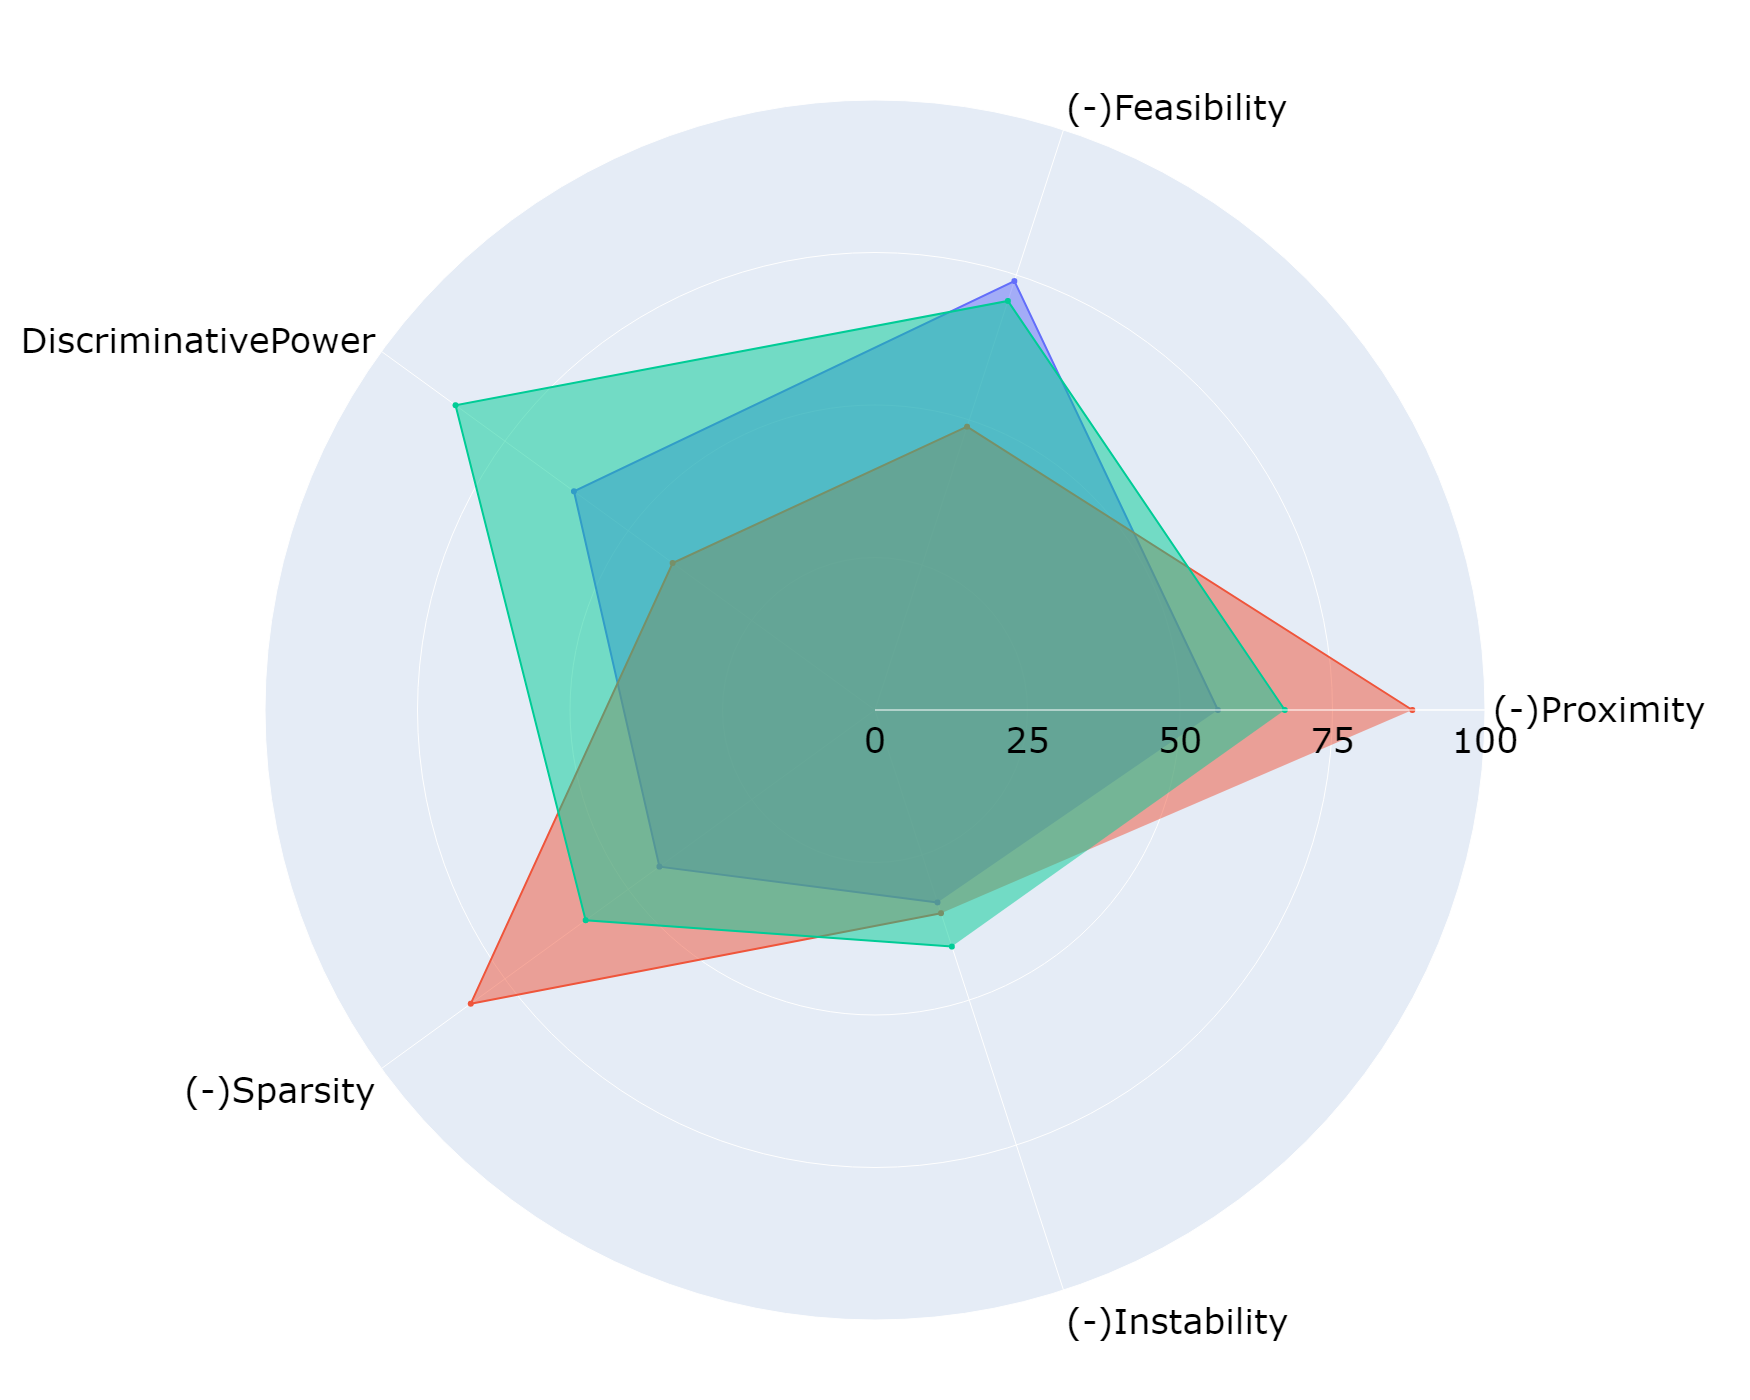 (-)Feasibility
DiscriminativePower
(-)Proximity
0 25 50 75 100
(-)Sparsity
(-)Instability